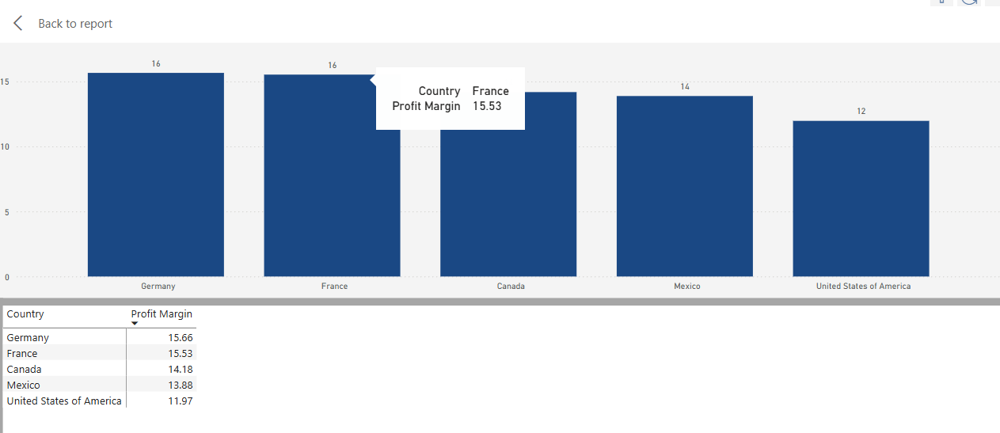 Back to report
16
16
14
12
15
10
5
0
Country France
Profit Margin 15.53
Germany France Canada Mexico United States of America
Country Profit Margin
Germany 15.66
France 15.53
Canada 14.18
Mexico 13.88
United States of America 11.97